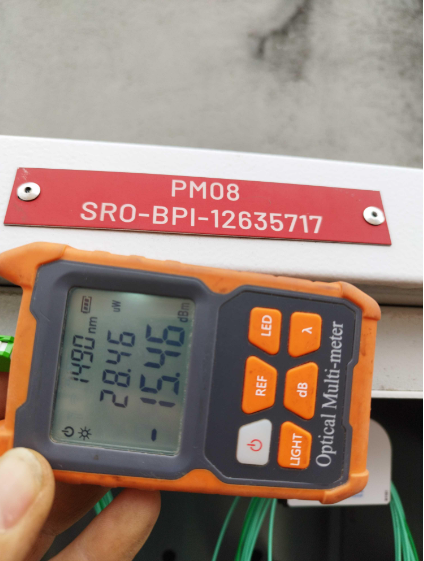 PM08
SRO-BPI-12635717
1490 nm
28.46 uW
-15.46 dBm
LED
λ
REF
dB
LIGHT
Optical Multi-meter